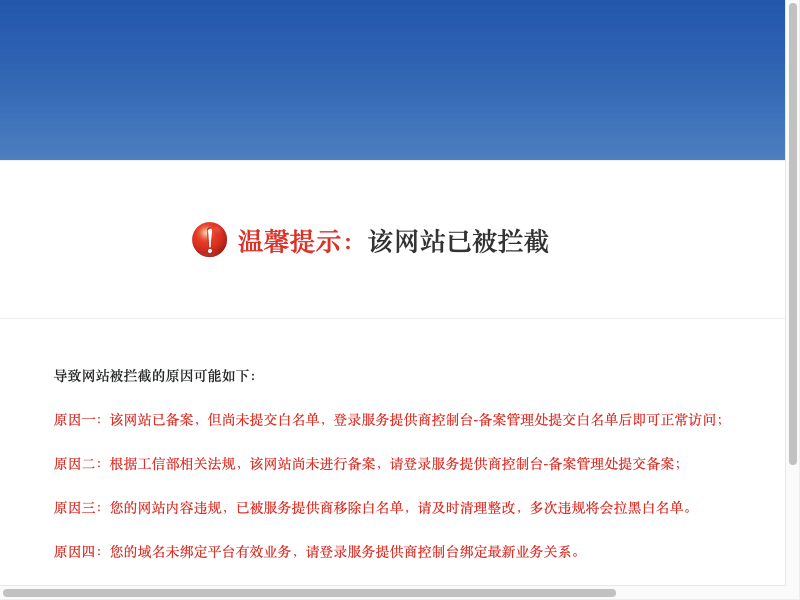 温馨提示：该网站已被拦截
导致网站被拦截的原因可能如下：
原因一：该网站已备案，但尚未提交白名单，登录服务提供商控制台-备案管理处提交白名单后即可正常访问；
原因二：根据工信部相关法规，该网站尚未进行备案，请登录服务提供商控制台-备案管理处提交备案；
原因三：您的网站内容违规，已被服务提供商移除白名单，请及时清理整改，多次违规将会拉黑白名单。
原因四：您的域名未绑定平台有效业务，请登录服务提供商控制台绑定最新业务关系。